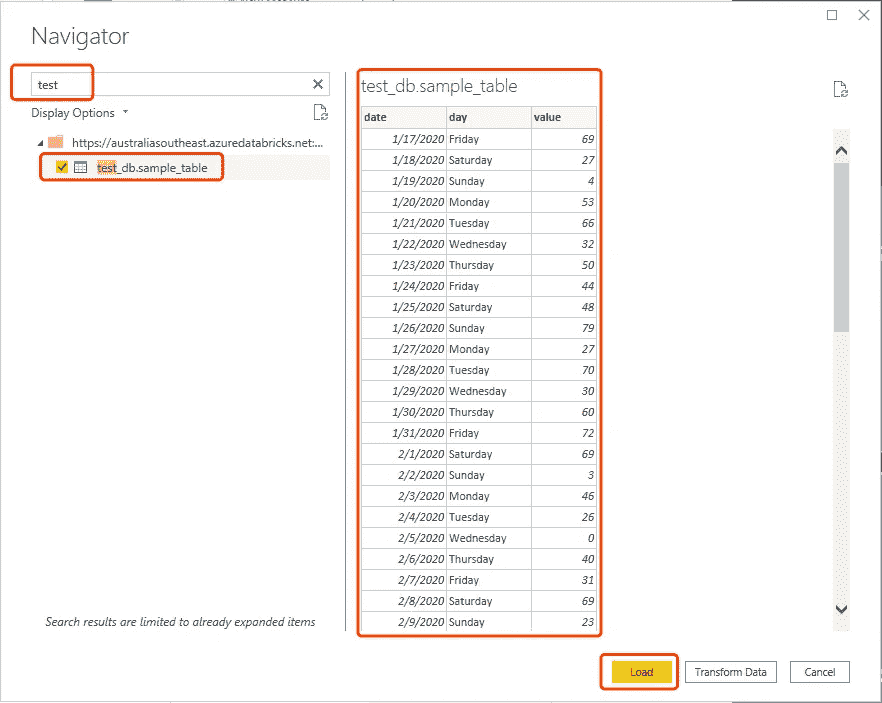 Navigator
test
Display Options
https://australiasoutheast.azuredatabricks.net:...
test_db.sample_table
Search results are limited to already expanded items
test_db.sample_table
date day value
1/17/2020 Friday 69
1/18/2020 Saturday 27
1/19/2020 Sunday 4
1/20/2020 Monday 53
1/21/2020 Tuesday 66
1/22/2020 Wednesday 32
1/23/2020 Thursday 50
1/24/2020 Friday 44
1/25/2020 Saturday 48
1/26/2020 Sunday 79
1/27/2020 Monday 27
1/28/2020 Tuesday 70
1/29/2020 Wednesday 30
1/30/2020 Thursday 60
1/31/2020 Friday 72
2/1/2020 Saturday 69
2/2/2020 Sunday 3
2/3/2020 Monday 46
2/4/2020 Tuesday 26
2/5/2020 Wednesday 0
2/6/2020 Thursday 40
2/7/2020 Friday 31
2/8/2020 Saturday 69
2/9/2020 Sunday 23
Load Transform Data Cancel